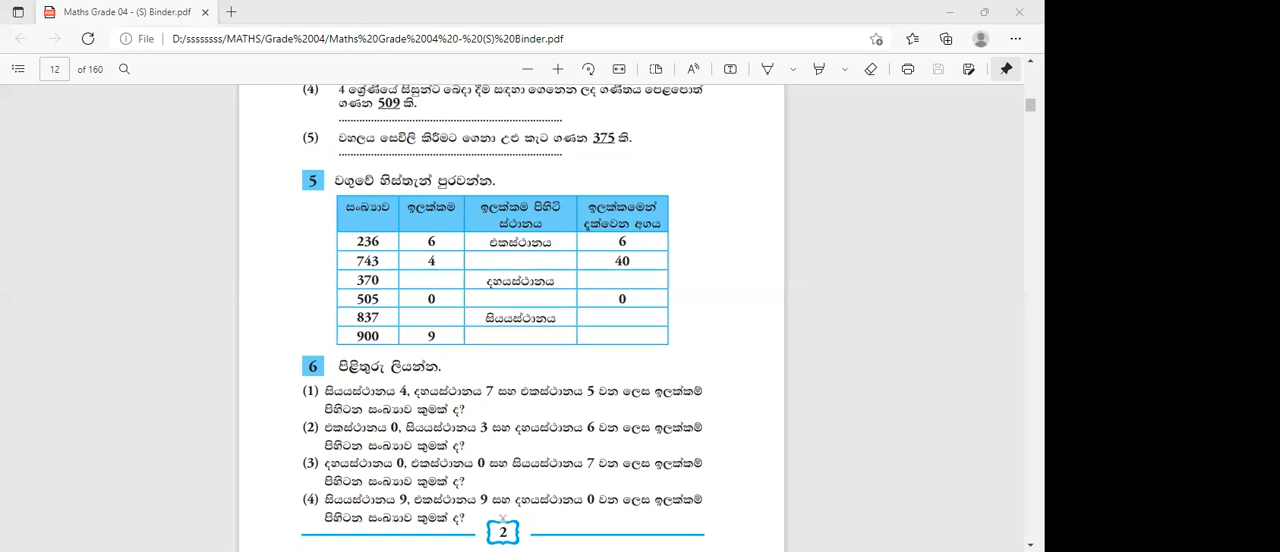 Maths Grade 04 - (S) Binder.pdf
File D:/ssssssss/MATHS/Grade%2004/Maths%20Grade%2004%20-%20(S)%20Binder.pdf
12 of 160
(4) 4 ශ්‍රේණියේ සිසුන්ට බෙදා දීම සඳහා ගෙනෙන ලද ගණිතය පෙළපොත්
ගණන 509 කි.
(5) වහලය සෙවිලි කිරීමට ගෙනා උළු කැට ගණන 375 කි.
5 වගුවේ හිස්තැන් පුරවන්න.
සංඛ්‍යාව ඉලක්කම ඉලක්කම පිහිටි ඉලක්කමෙන්
ස්ථානය දැක්වෙන අගය
236 6 එකස්ථානය 6
743 4 40
370 දහයස්ථානය
505 0 0
837 සියයස්ථානය
900 9
6 පිළිතුරු ලියන්න.
(1) සියයස්ථානය 4, දහයස්ථානය 7 සහ එකස්ථානය 5 වන ලෙස ඉලක්කම්
පිහිටන සංඛ්‍යාව කුමක් ද?
(2) එකස්ථානය 0, සියයස්ථානය 3 සහ දහයස්ථානය 6 වන ලෙස ඉලක්කම්
පිහිටන සංඛ්‍යාව කුමක් ද?
(3) දහයස්ථානය 0, එකස්ථානය 0 සහ සියයස්ථානය 7 වන ලෙස ඉලක්කම්
පිහිටන සංඛ්‍යාව කුමක් ද?
(4) සියයස්ථානය 9, එකස්ථානය 9 සහ දහයස්ථානය 0 වන ලෙස ඉලක්කම්
පිහිටන සංඛ්‍යාව කුමක් ද?
2